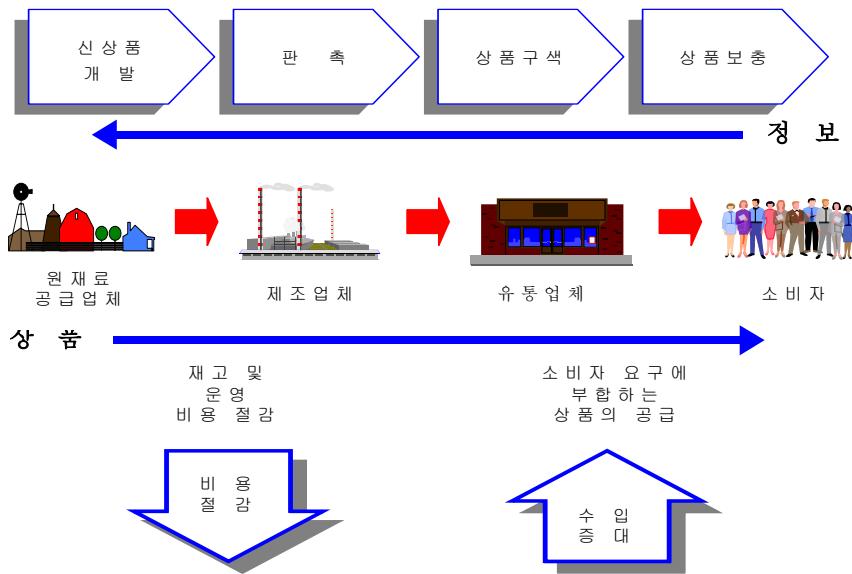 신상품
개 발
판 촉
상품구색
상품보충
정 보
원재료
공급업체
제조업체
유통업체
소비자
상 품
재고 및
운영
비용 절감
소비자 요구에
부합하는
상품의 공급
비 용
절 감
수 입
증 대